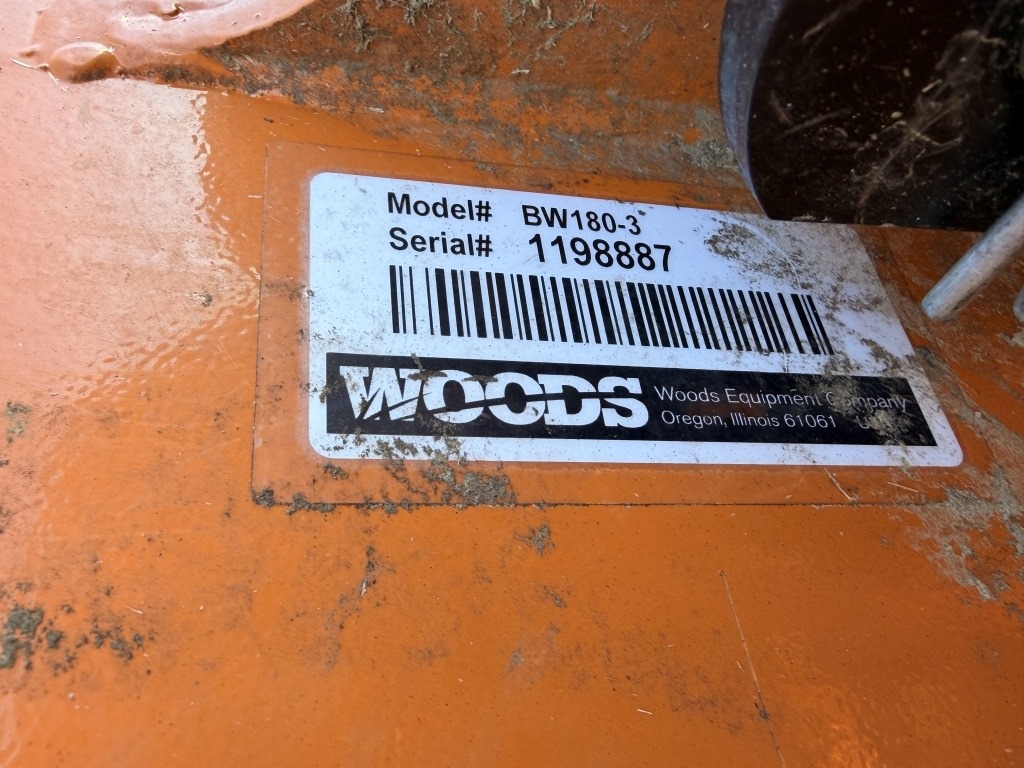 Model# BW180-3
Serial# 1198887
WOODS
Woods Equipment Company
Oregon, Illinois 61061